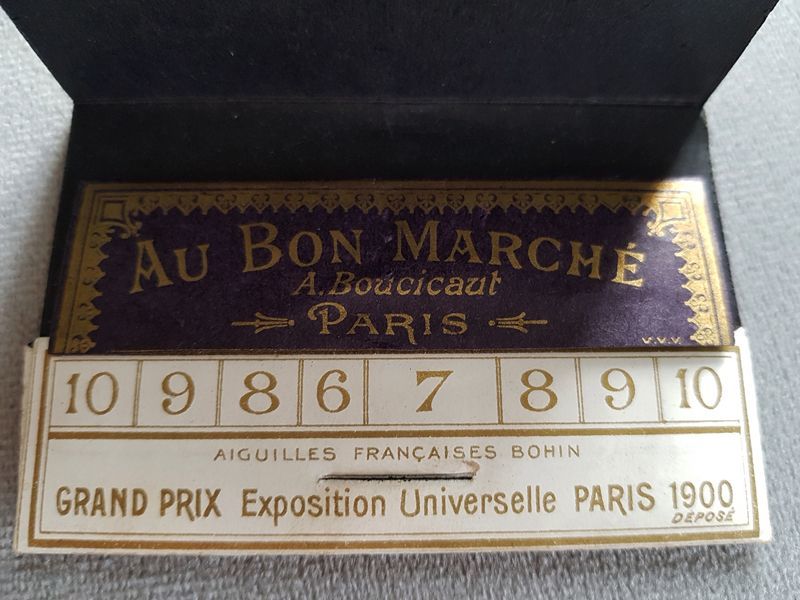 AU BON MARCHÉ
A. Boucicaut
PARIS
V.V.V.
10 9 8 6 7 8 9 10
AIGUILLES FRANÇAISES BOHIN
GRAND PRIX Exposition Universelle PARIS 1900
DÉPOSÉ